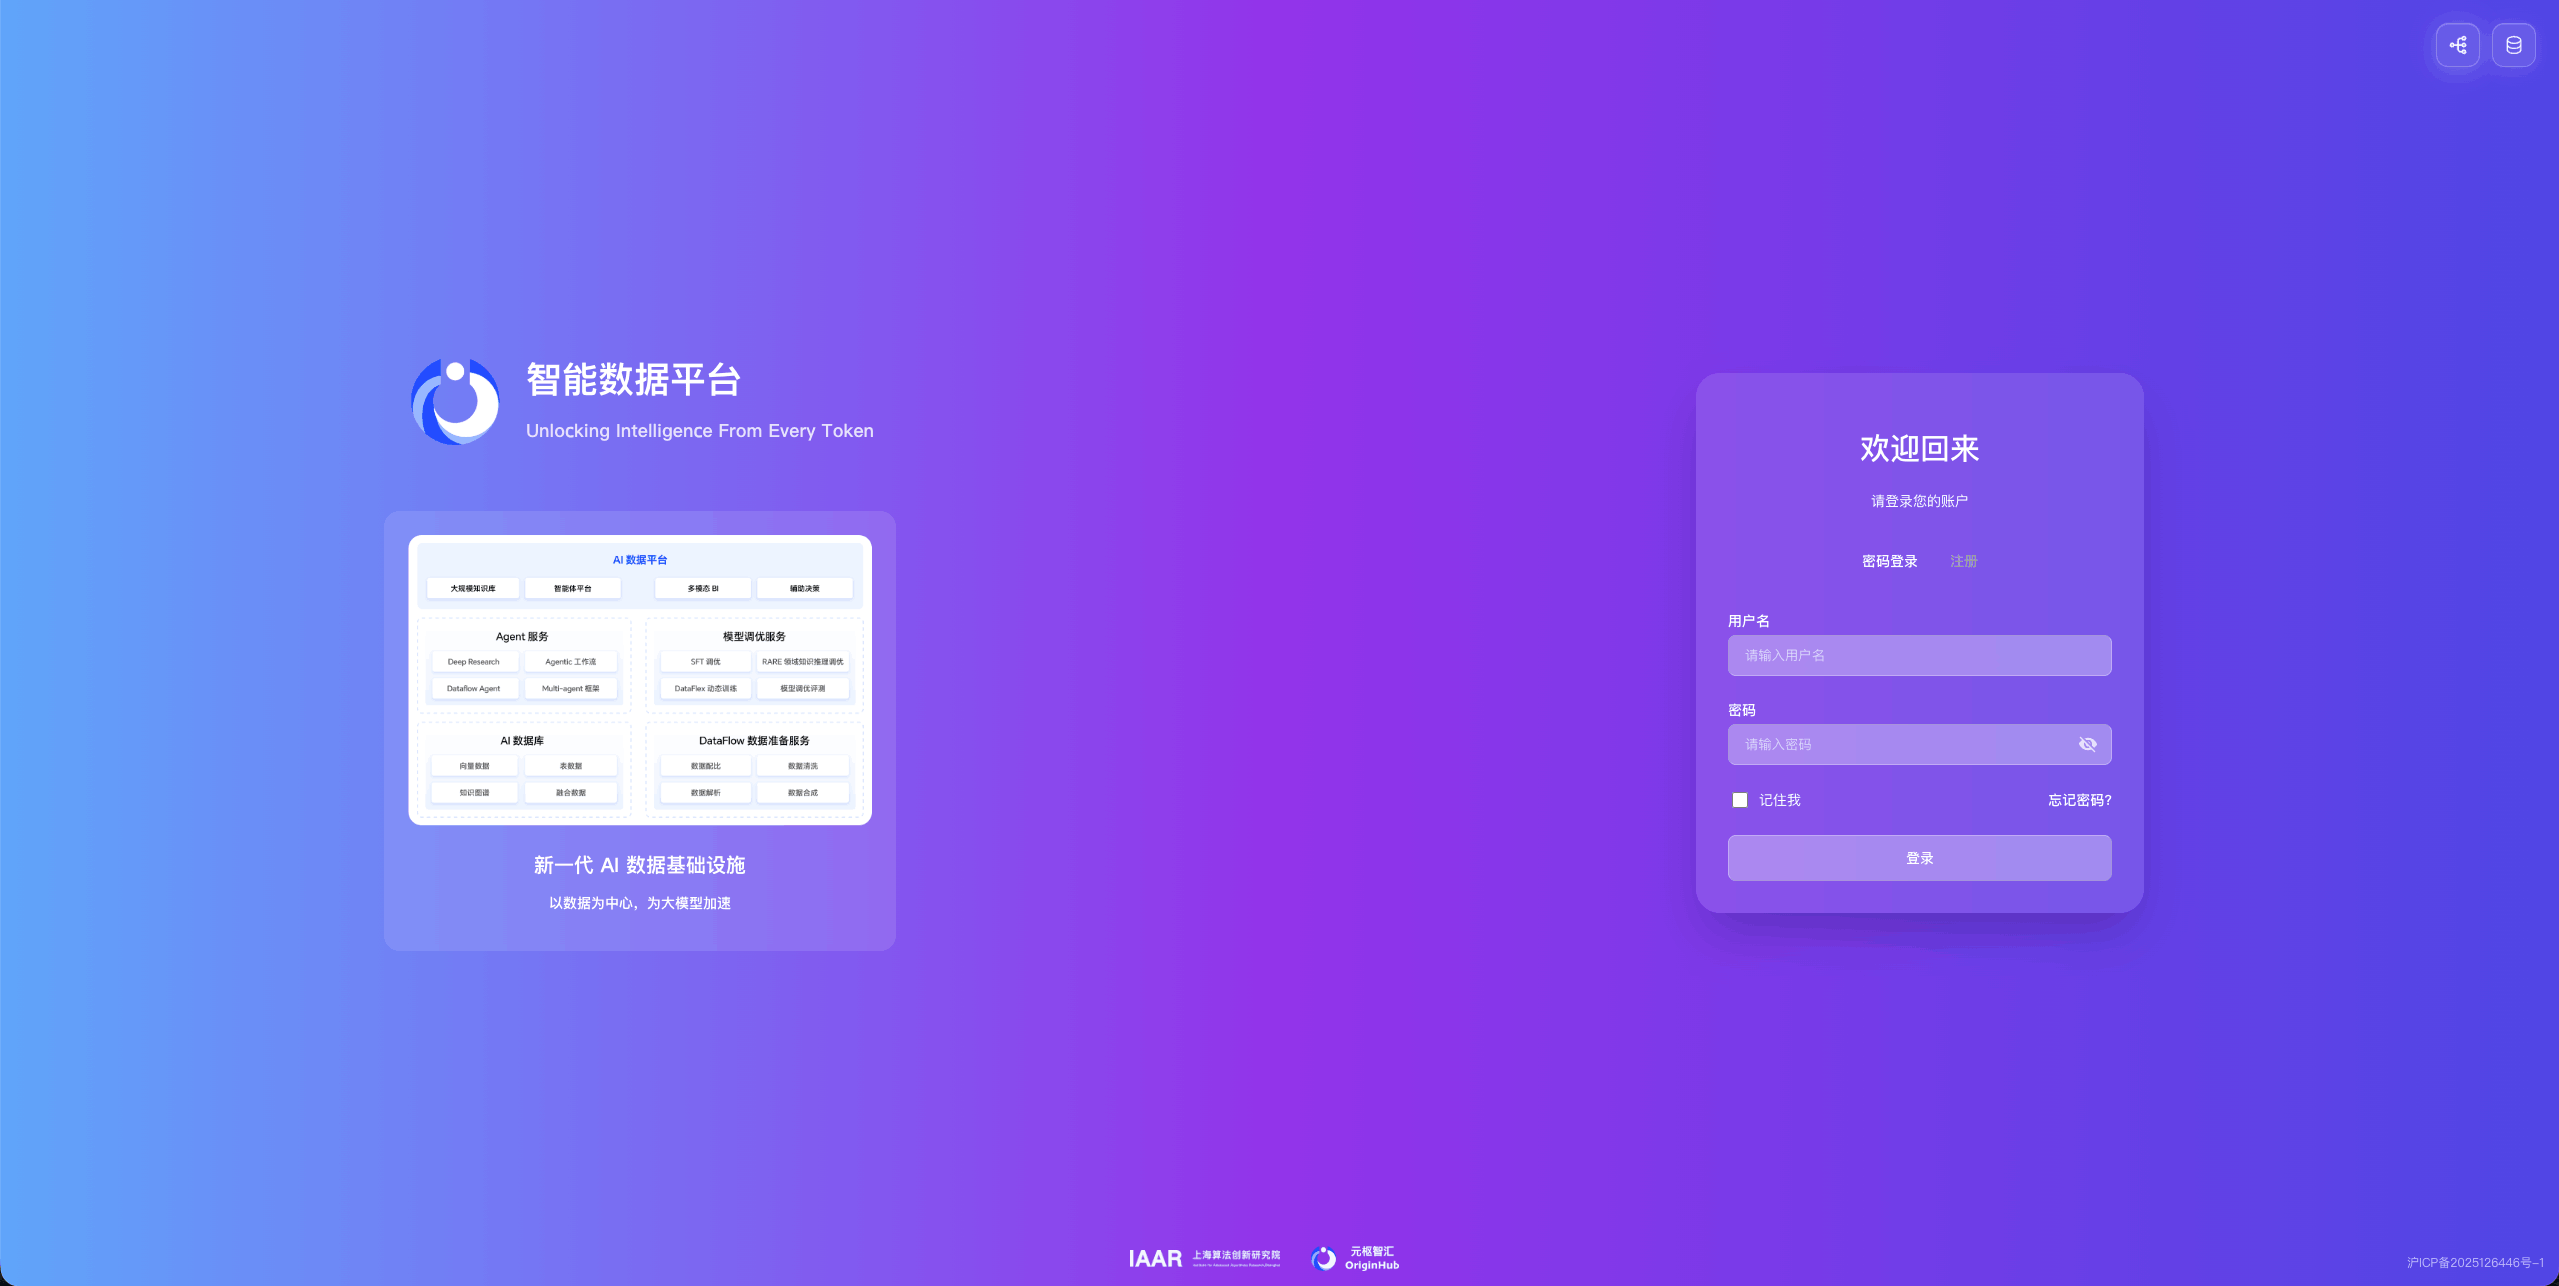 智能数据平台
Unlocking Intelligence From Every Token
AI 数据平台
大规模知识库
智能体平台
多模态 BI
辅助决策
Agent 服务
Deep Research
Agentic 工作流
Dataflow Agent
Multi-agent 框架
模型调优服务
SFT 调优
RARE 领域知识推理调优
DataFlex 动态训练
模型调优评测
AI 数据库
向量数据
表数据
知识图谱
融合数据
DataFlow 数据准备服务
数据配比
数据清洗
数据解析
数据合成
新一代 AI 数据基础设施
以数据为中心，为大模型加速
欢迎回来
请登录您的账户
密码登录 注册
用户名
请输入用户名
密码
请输入密码
记住我 忘记密码?
登录
IAAR 上海算法创新研究院
元枢智汇
OriginHub
沪ICP备2025126446号-1